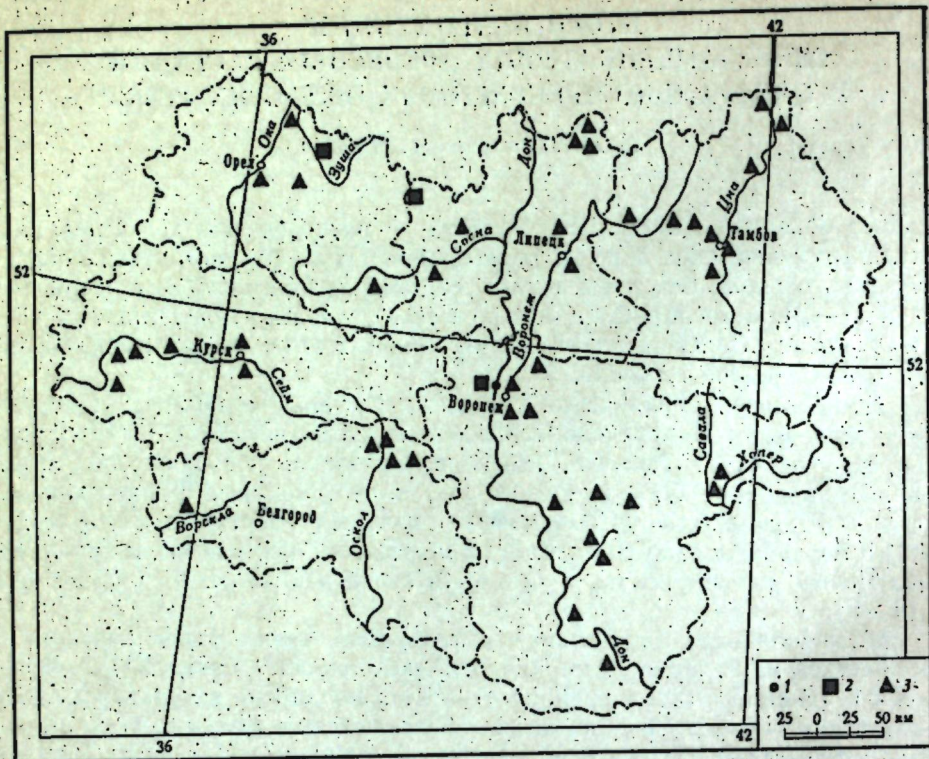 36
42
Ока
Зуша
Орел
Дон
Цна
Сосна
Липецк
Тамбов
52
Воронеж
52
Курск
Сейм
Воронеж
Савала
Хопер
Ворскла
Белгород
Оскол
Дон
1 2 3
25 0 25 50 км
36
42